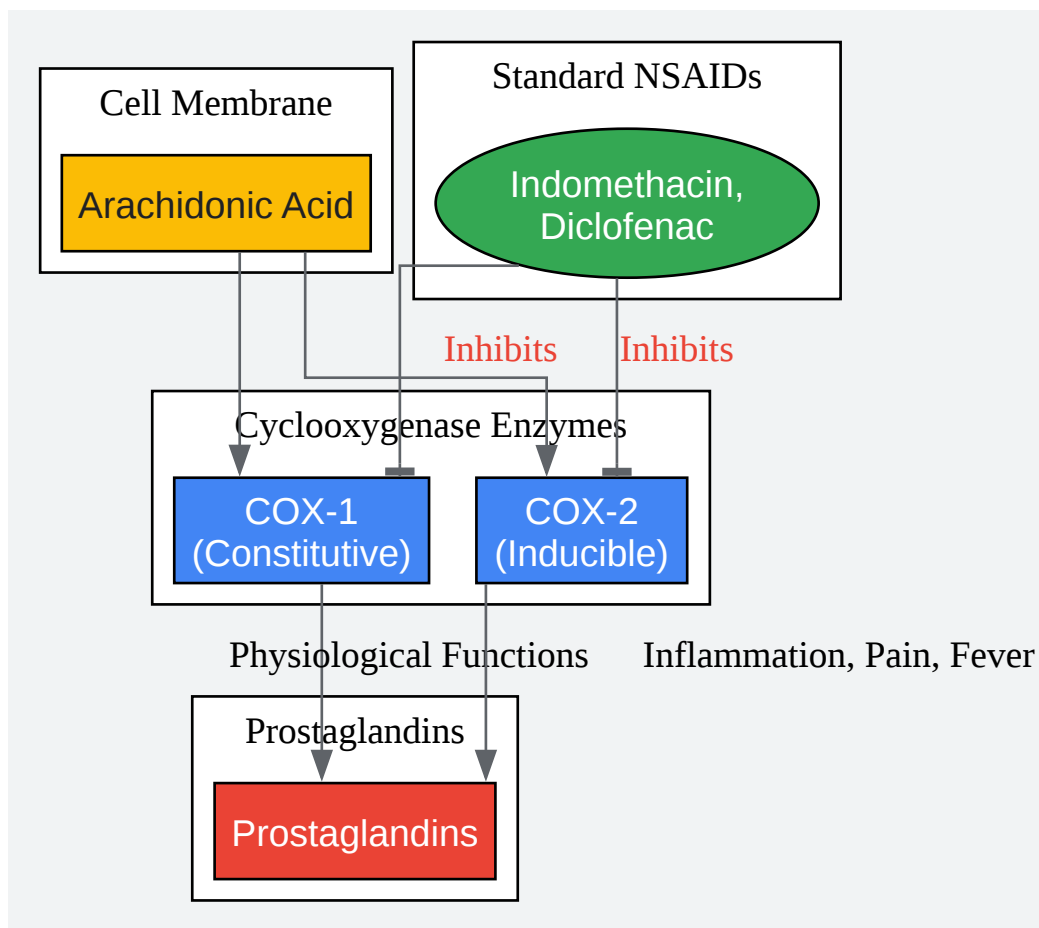 Cell Membrane
Arachidonic Acid
Standard NSAIDs
Indomethacin,
Diclofenac
Inhibits
Inhibits
Cyclooxygenase Enzymes
COX-1
(Constitutive)
COX-2
(Inducible)
Physiological Functions
Inflammation, Pain, Fever
Prostaglandins
Prostaglandins